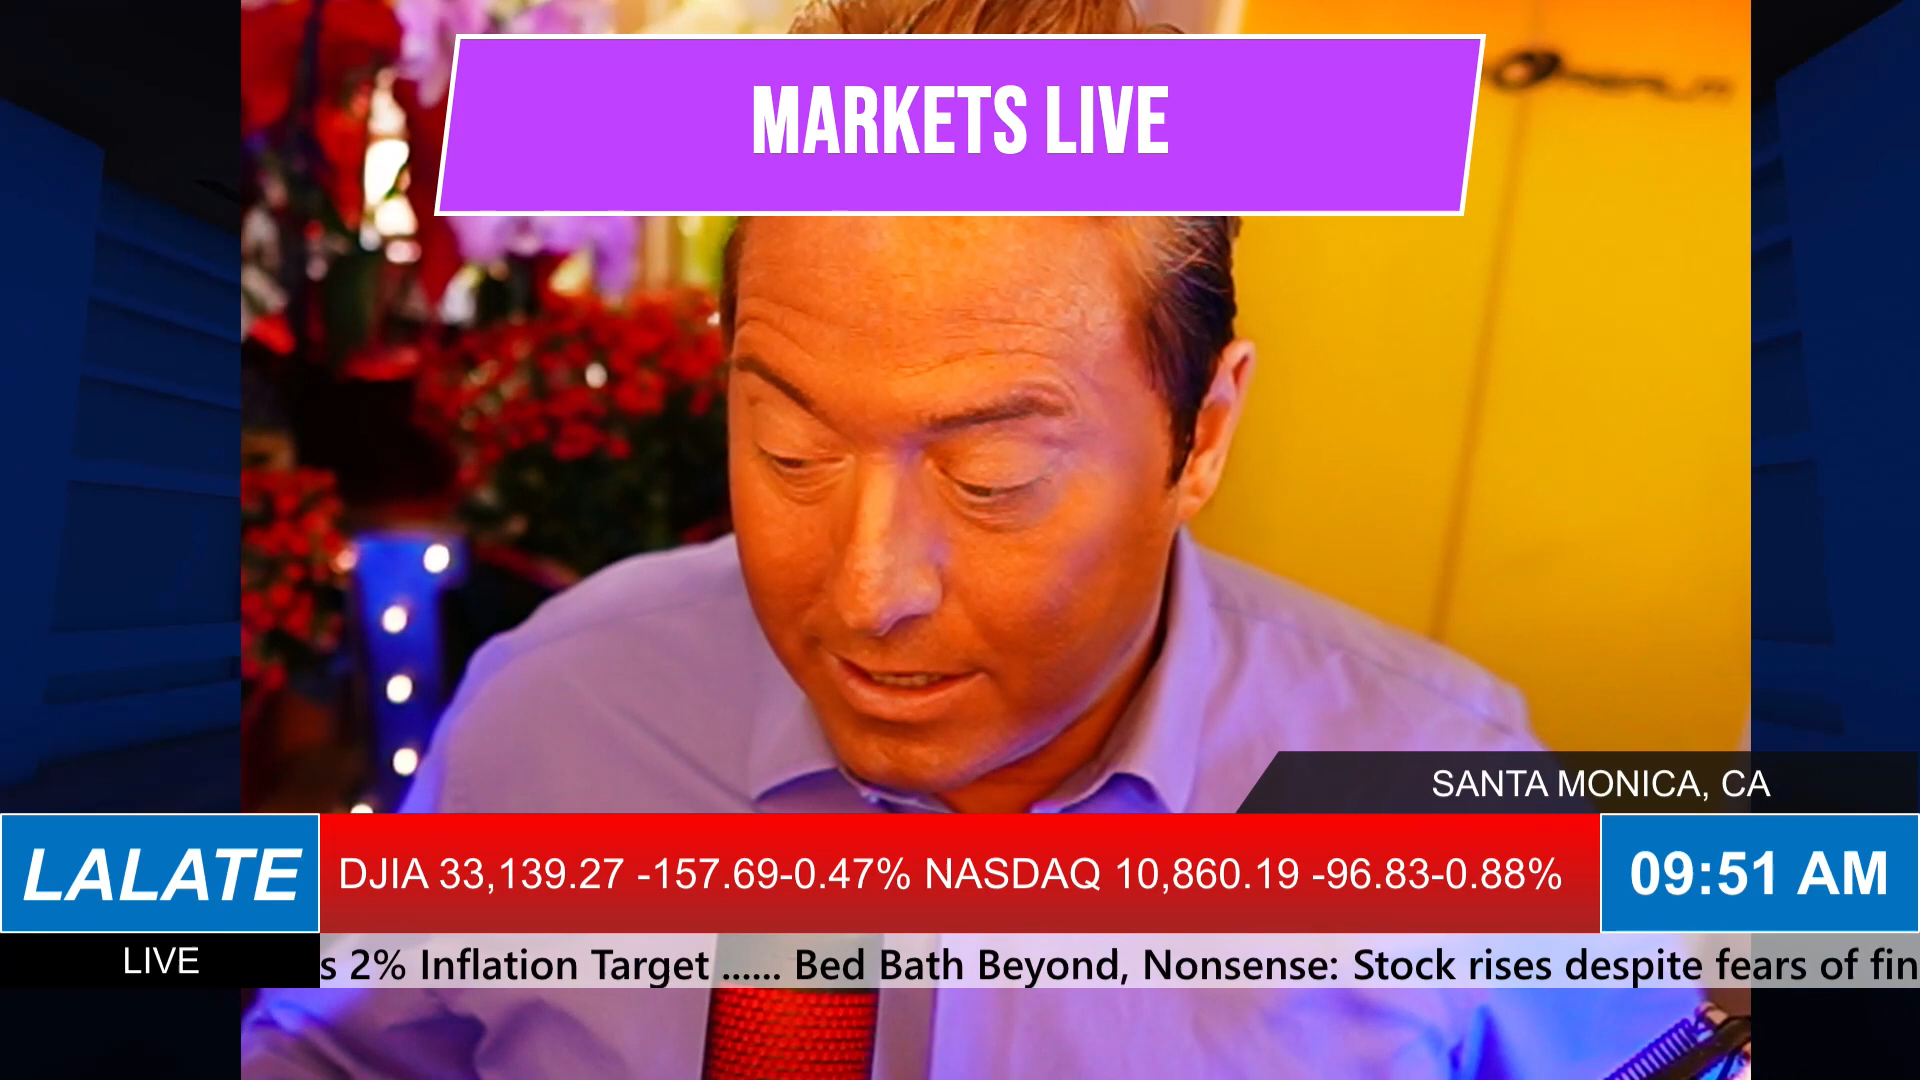 MARKETS LIVE
SANTA MONICA, CA
LALATE
DJIA 33,139.27 -157.69-0.47% NASDAQ 10,860.19 -96.83-0.88%
09:51 AM
LIVE
s 2% Inflation Target ...... Bed Bath Beyond, Nonsense: Stock rises despite fears of fin